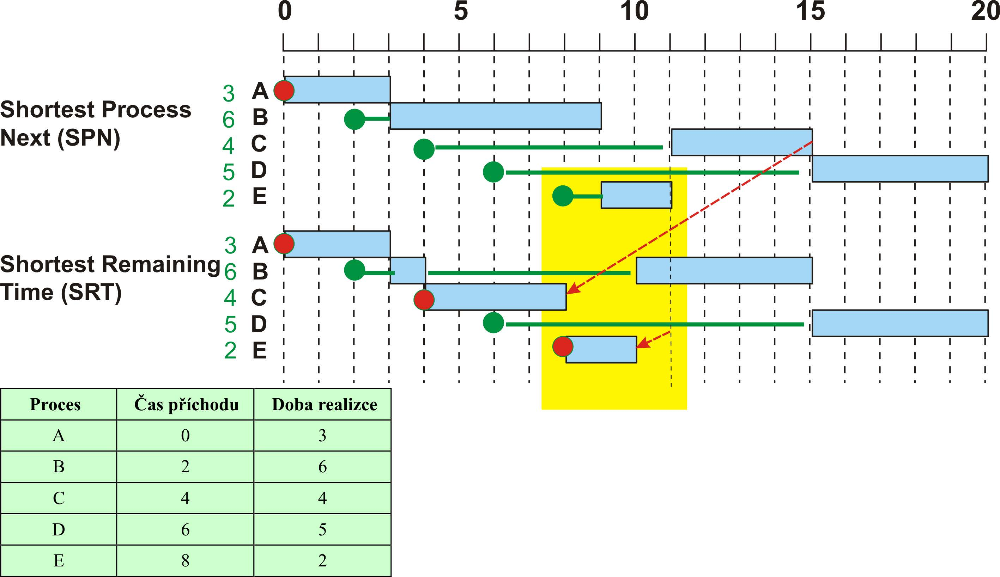 0 5 10 15 20
3 A
6 B
4 C
5 D
2 E
Shortest Process
Next (SPN)
3 A
6 B
4 C
5 D
2 E
Shortest Remaining
Time (SRT)
Proces Čas příchodu Doba realizce
A 0 3
B 2 6
C 4 4
D 6 5
E 8 2